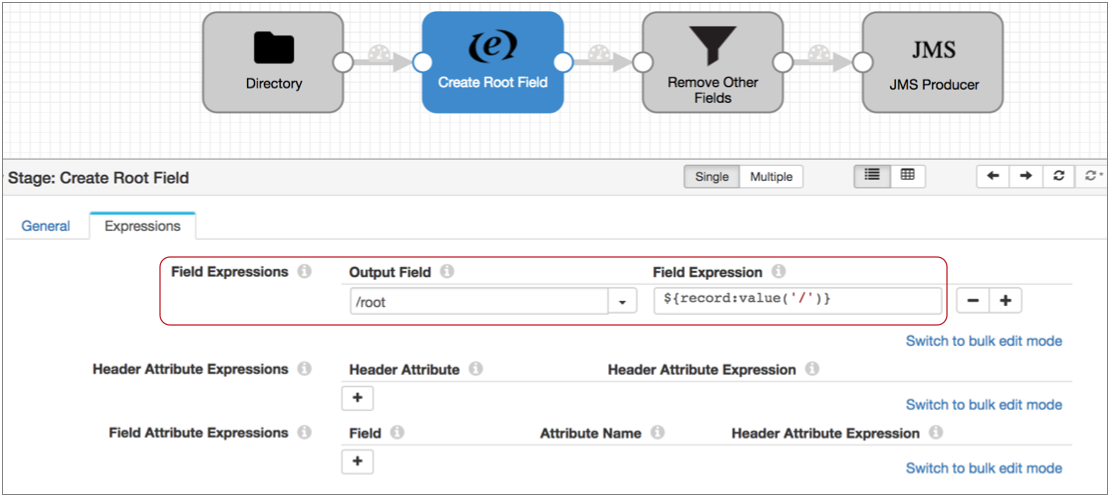 Directory
e
Create Root Field
Remove Other
Fields
JMS
JMS Producer
Stage: Create Root Field
Single
Multiple
General
Expressions
Field Expressions
Output Field
Field Expression
/root
${record:value('/')}
Switch to bulk edit mode
Header Attribute Expressions
Header Attribute
Header Attribute Expression
Switch to bulk edit mode
Field Attribute Expressions
Field
Attribute Name
Header Attribute Expression
Switch to bulk edit mode